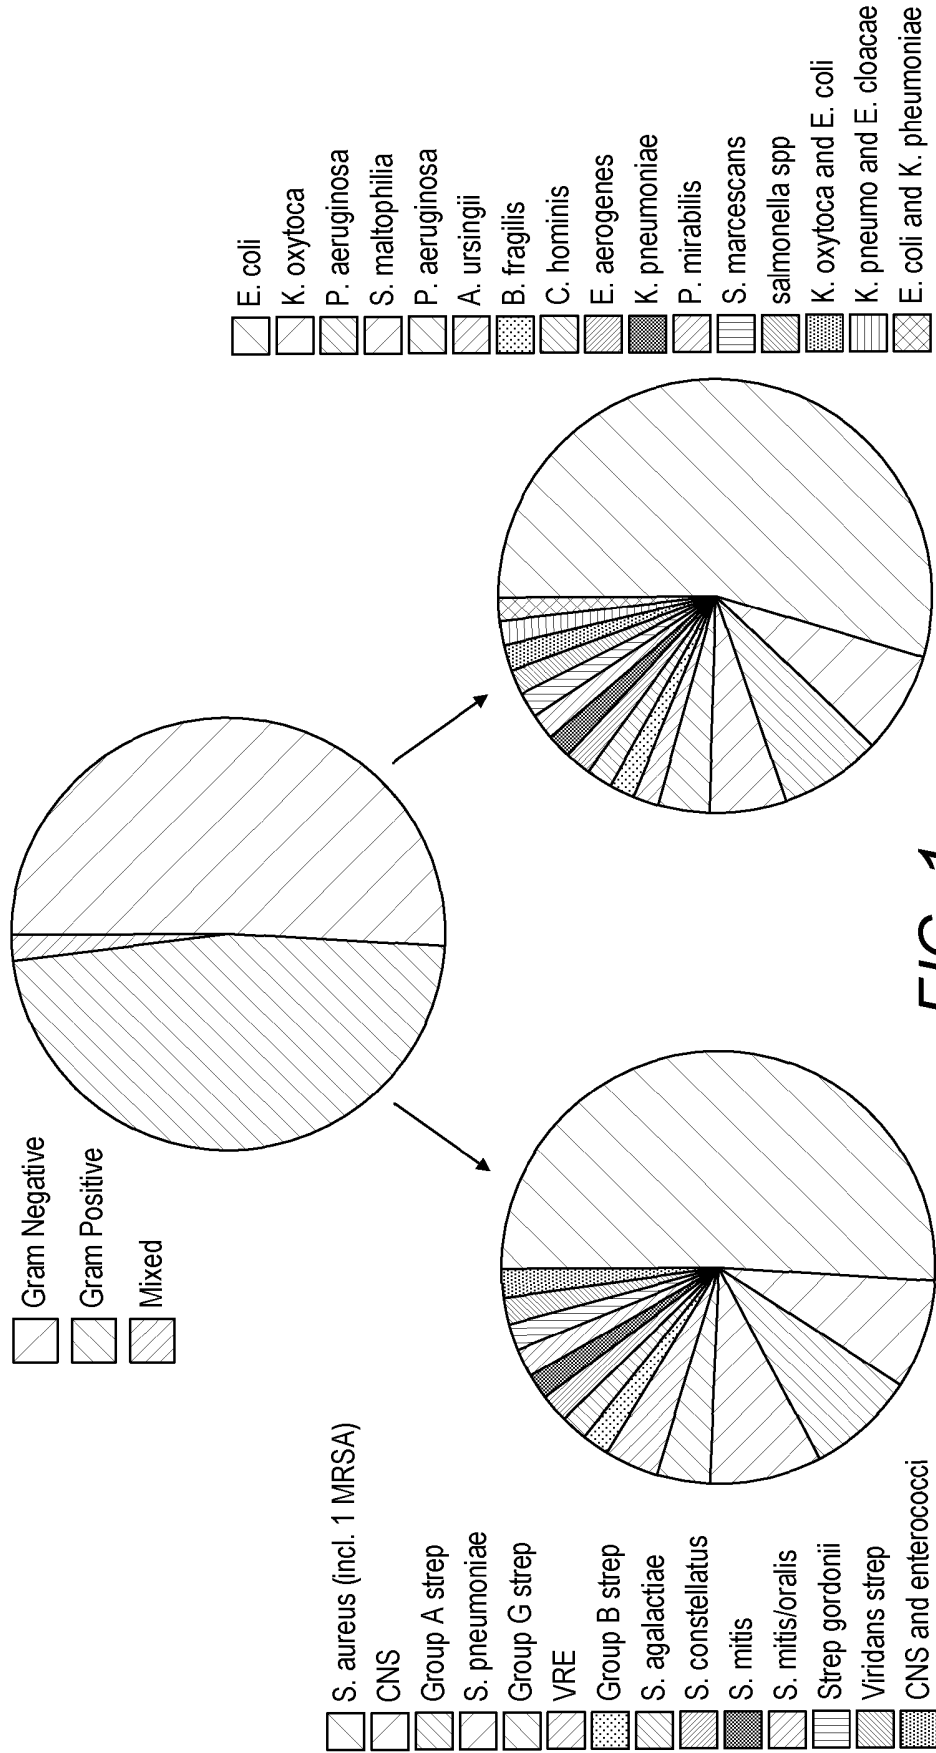 Gram Negative
Gram Positive
Mixed
S. aureus (incl. 1 MRSA)
CNS
Group A strep
S. pneumoniae
Group G strep
VRE
Group B strep
S. agalactiae
S. constellatus
S. mitis
S. mitis/oralis
Strep gordonii
Viridans strep
CNS and enterococci
E. coli
K. oxytoca
P. aeruginosa
S. maltophilia
P. aeruginosa
A. ursingii
B. fragilis
C. hominis
E. aerogenes
K. pneumoniae
P. mirabilis
S. marcescans
salmonella spp
K. oxytoca and E. coli
K. pneumo and E. cloacae
E. coli and K. pheumoniae
FIG. 1